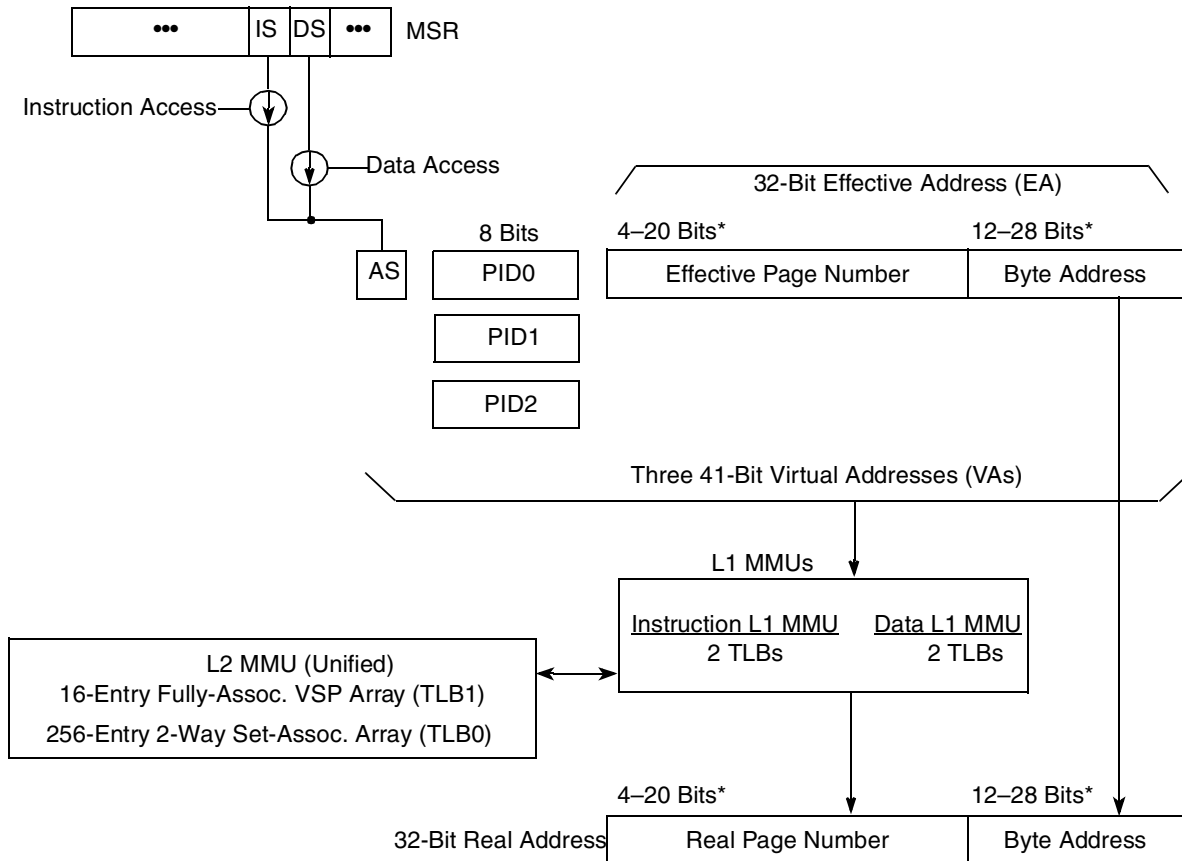 ••• IS DS ••• MSR
Instruction Access
Data Access
32-Bit Effective Address (EA)
8 Bits 4–20 Bits* 12–28 Bits*
AS PID0 Effective Page Number Byte Address
PID1
PID2
Three 41-Bit Virtual Addresses (VAs)
L1 MMUs
Instruction L1 MMU Data L1 MMU
2 TLBs 2 TLBs
L2 MMU (Unified)
16-Entry Fully-Assoc. VSP Array (TLB1)
256-Entry 2-Way Set-Assoc. Array (TLB0)
4–20 Bits* 12–28 Bits*
32-Bit Real Address Real Page Number Byte Address